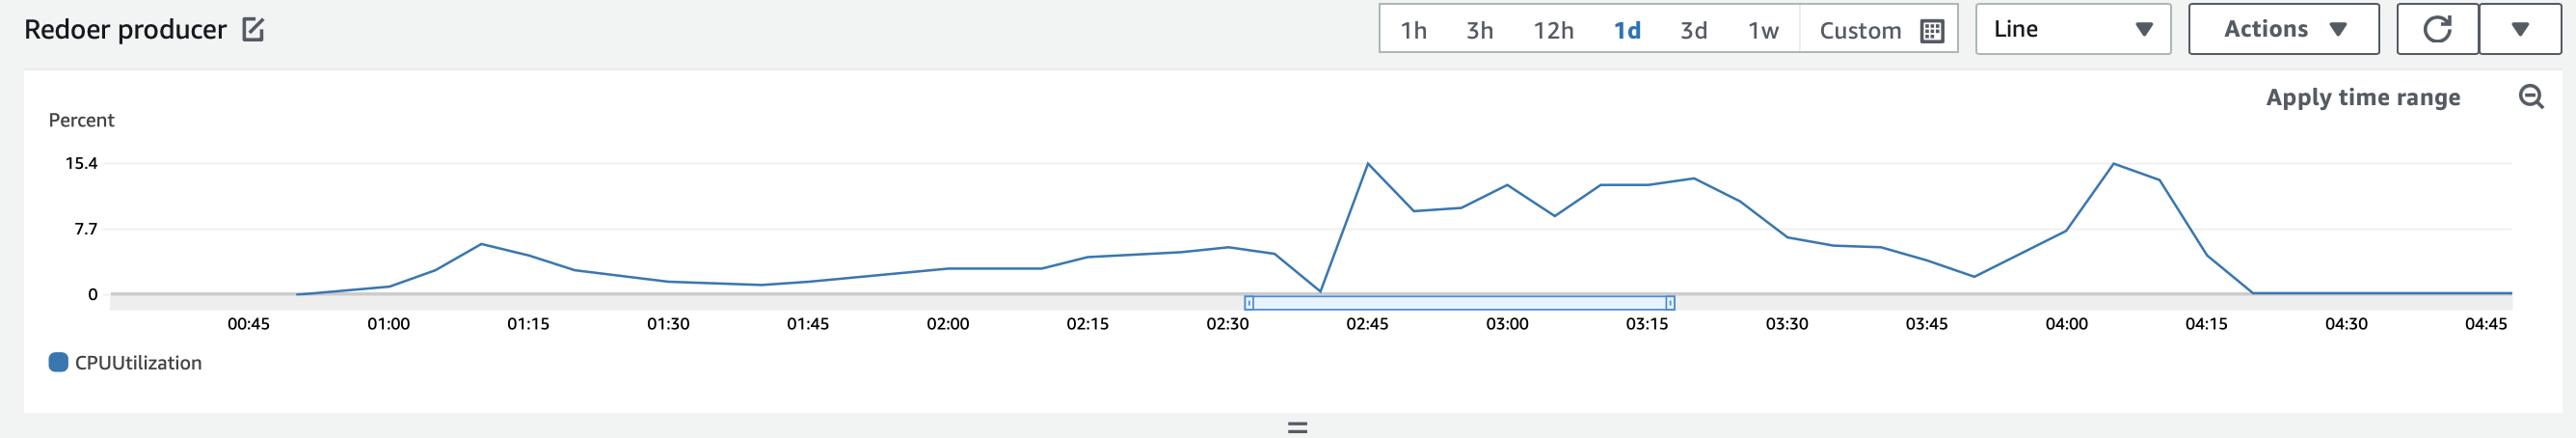 Redoer producer
1h 3h 12h 1d 3d 1w Custom Line Actions
Apply time range
Percent
15.4
7.7
0
00:45 01:00 01:15 01:30 01:45 02:00 02:15 02:30 02:45 03:00 03:15 03:30 03:45 04:00 04:15 04:30 04:45
CPUUtilization